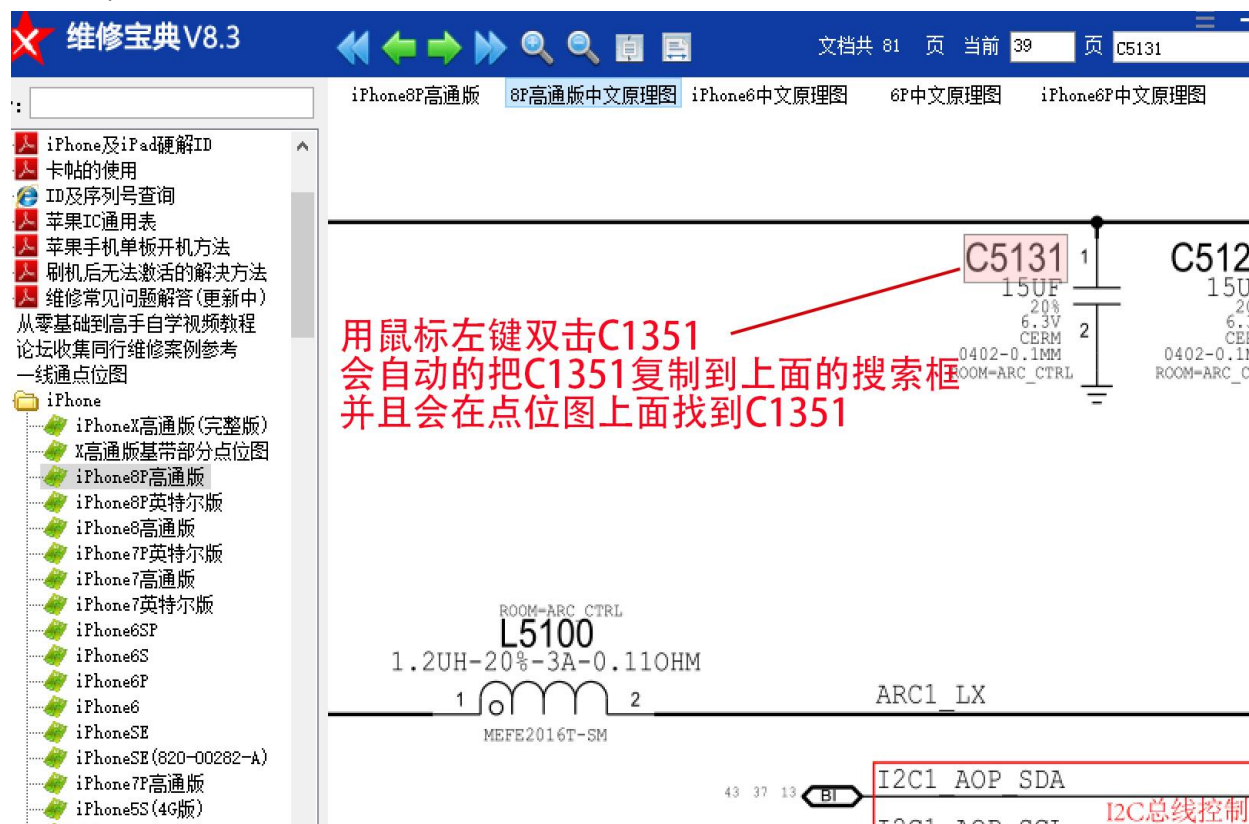 维修宝典V8.3
文档共 81 页 当前 39 页 C5131
:
iPhone8P高通版 8P高通版中文原理图 iPhone6中文原理图 6P中文原理图 iPhone6P中文原理图
iPhone及iPad硬解ID
卡帖的使用
ID及序列号查询
苹果IC通用表
苹果手机单板开机方法
刷机后无法激活的解决方法
维修常见问题解答(更新中)
从零基础到高手自学视频教程
论坛收集同行维修案例参考
一线通点位图
iPhone
iPhoneX高通版(完整版)
X高通版基带部分点位图
iPhone8P高通版
iPhone8P英特尔版
iPhone8高通版
iPhone7P英特尔版
iPhone7高通版
iPhone7英特尔版
iPhone6SP
iPhone6S
iPhone6P
iPhone6
iPhoneSE
iPhoneSE(820-00282-A)
iPhone7P高通版
iPhone5S(4G版)
C5131 1
15UF
20%
6.3V 2
CERM
0402-0.1MM
ROOM=ARC_CTRL
C512
15U
20
6.
CER
0402-0.1M
ROOM=ARC_C
用鼠标左键双击C1351
会自动的把C1351复制到上面的搜索框
并且会在点位图上面找到C1351
ROOM=ARC_CTRL
L5100
1.2UH-20%-3A-0.11OHM
1 2
MEFE2016T-SM
ARC1_LX
43 37 13 BI I2C1_AOP_SDA
I2C总线控制
I2C1_AOP_SCL